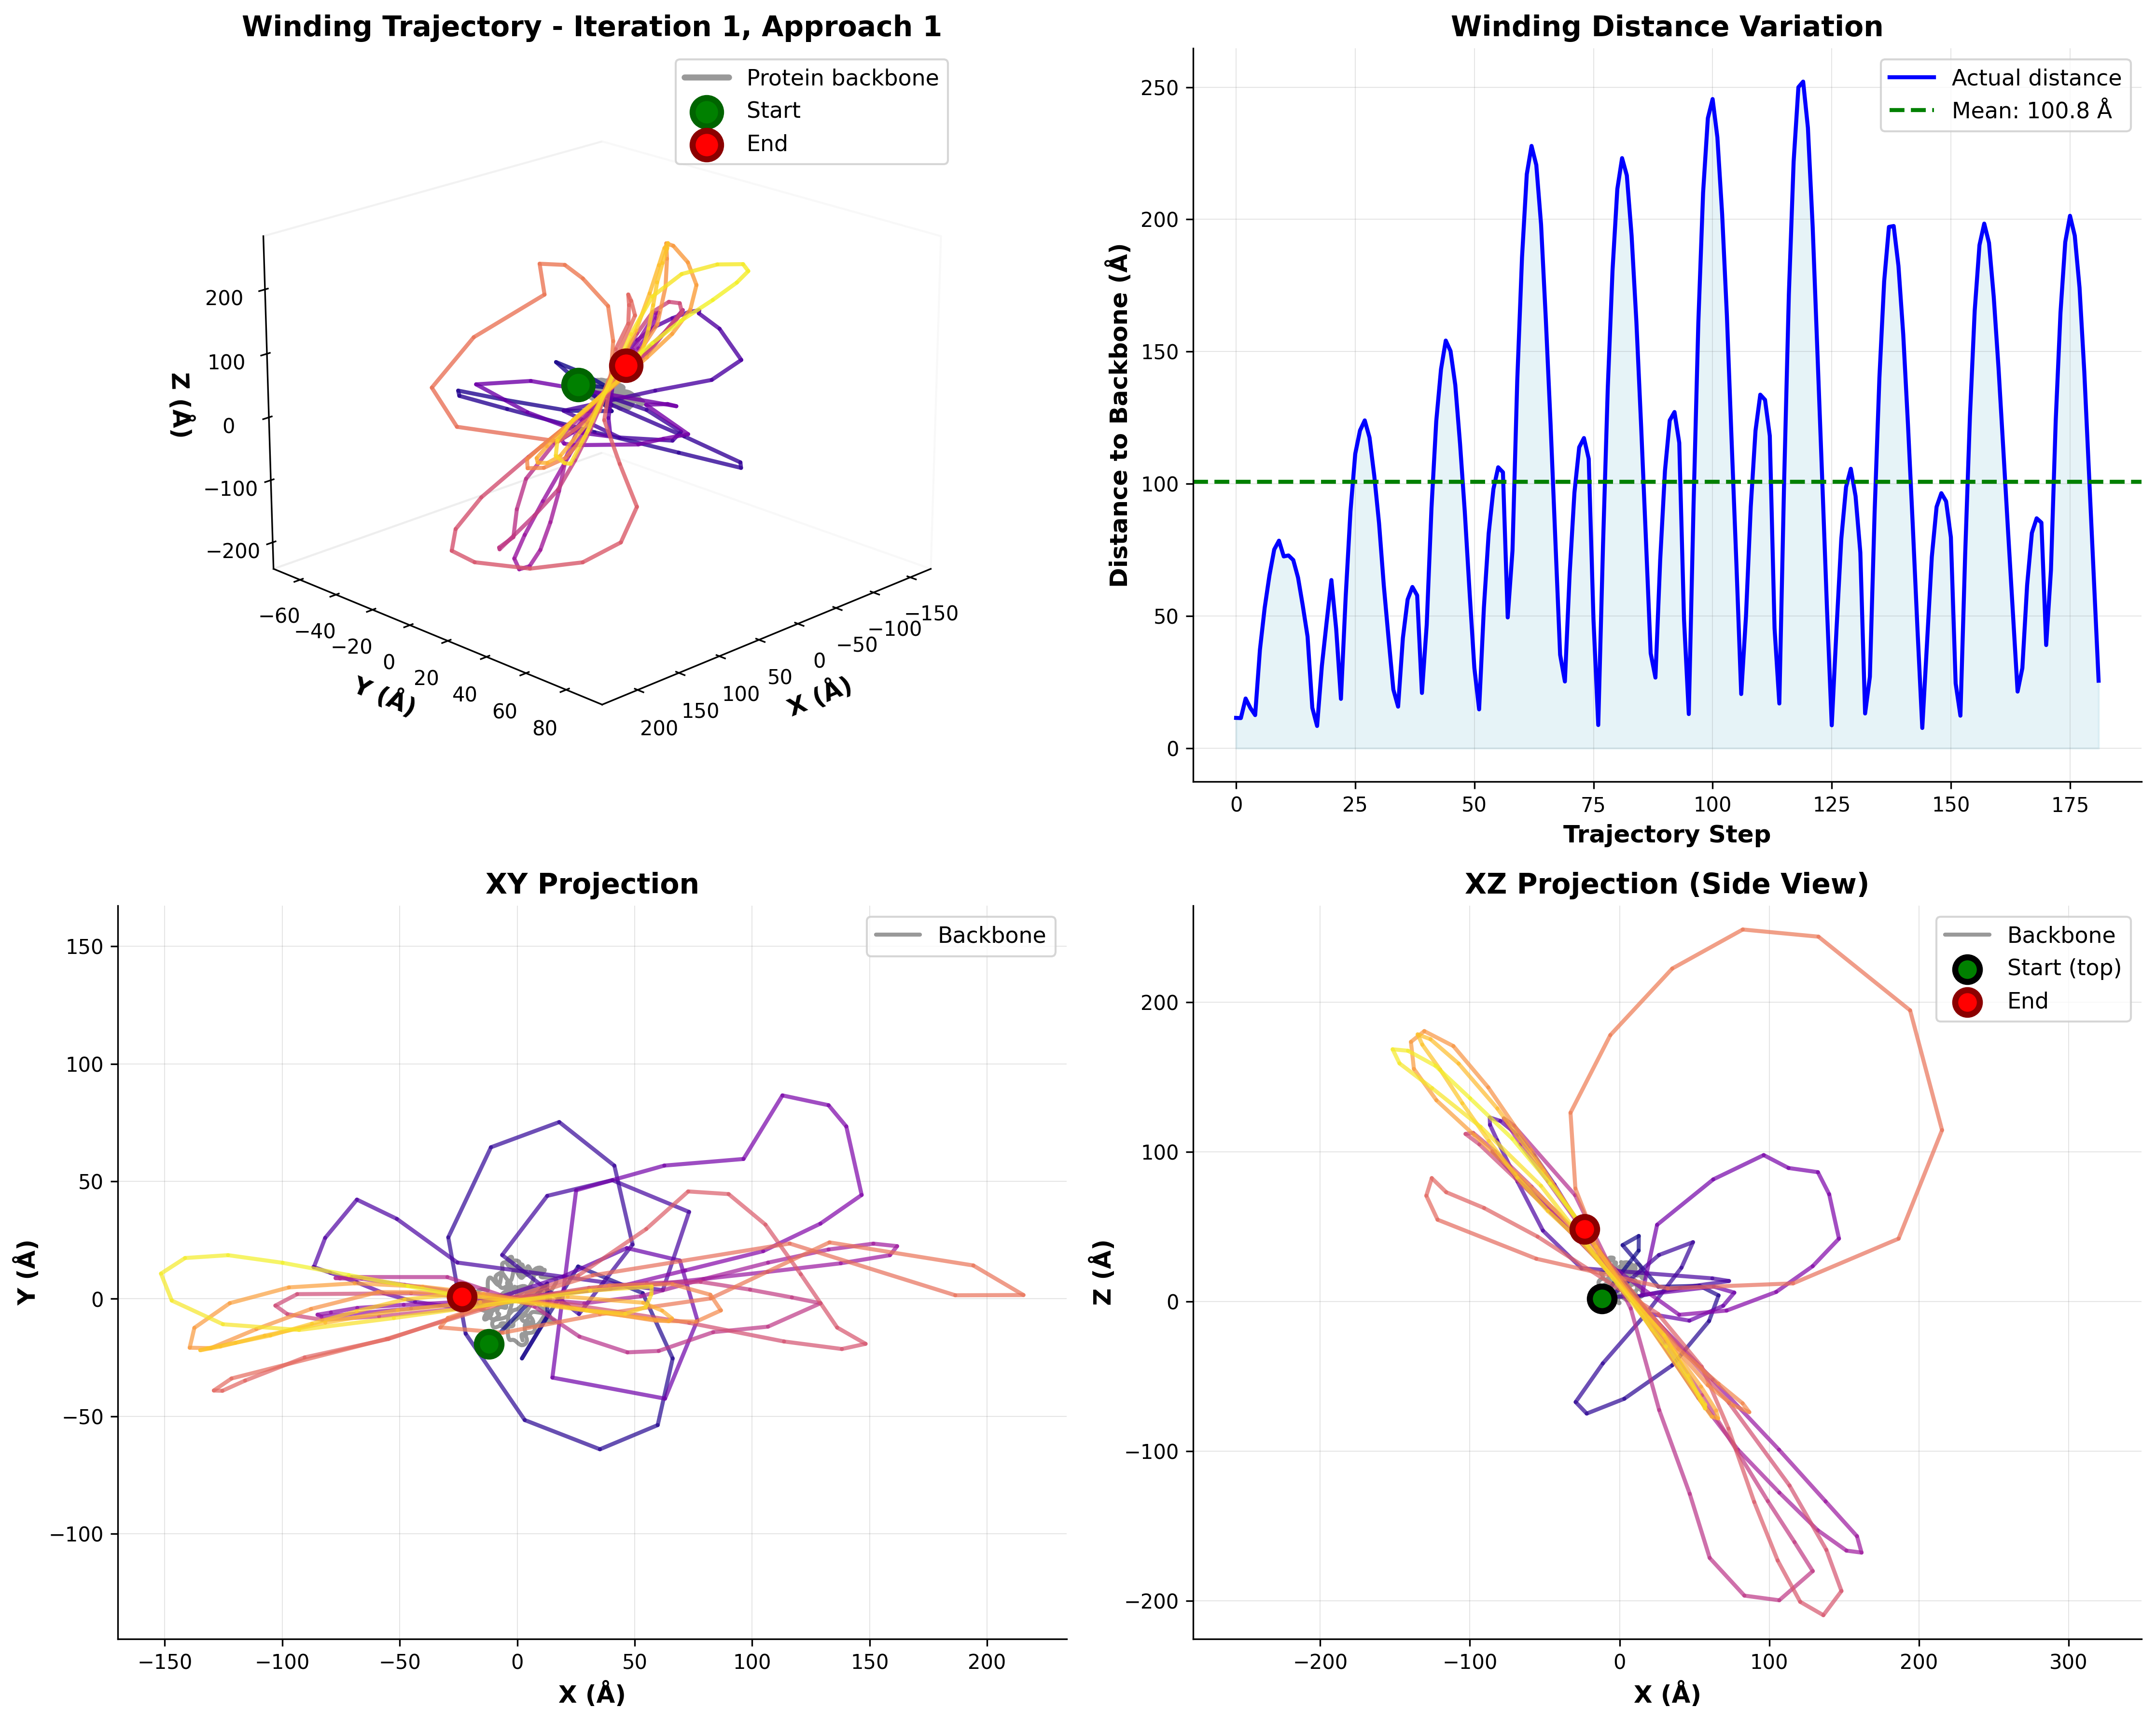 Winding Trajectory - Iteration 1, Approach 1
Protein backbone
Start
End
200
100
0
−100
−200
Z (Å)
−60
−40
−20
0
20
40
60
80
Y (Å)
200
150
100
50
0
−50
−100
−150
X (Å)
Winding Distance Variation
Actual distance
Mean: 100.8 Å
250
200
150
100
50
0
Distance to Backbone (Å)
0
25
50
75
100
125
150
175
Trajectory Step
XY Projection
Backbone
150
100
50
0
−50
−100
Y (Å)
−150
−100
−50
0
50
100
150
200
X (Å)
XZ Projection (Side View)
Backbone
Start (top)
End
200
100
0
−100
−200
Z (Å)
−200
−100
0
100
200
300
X (Å)